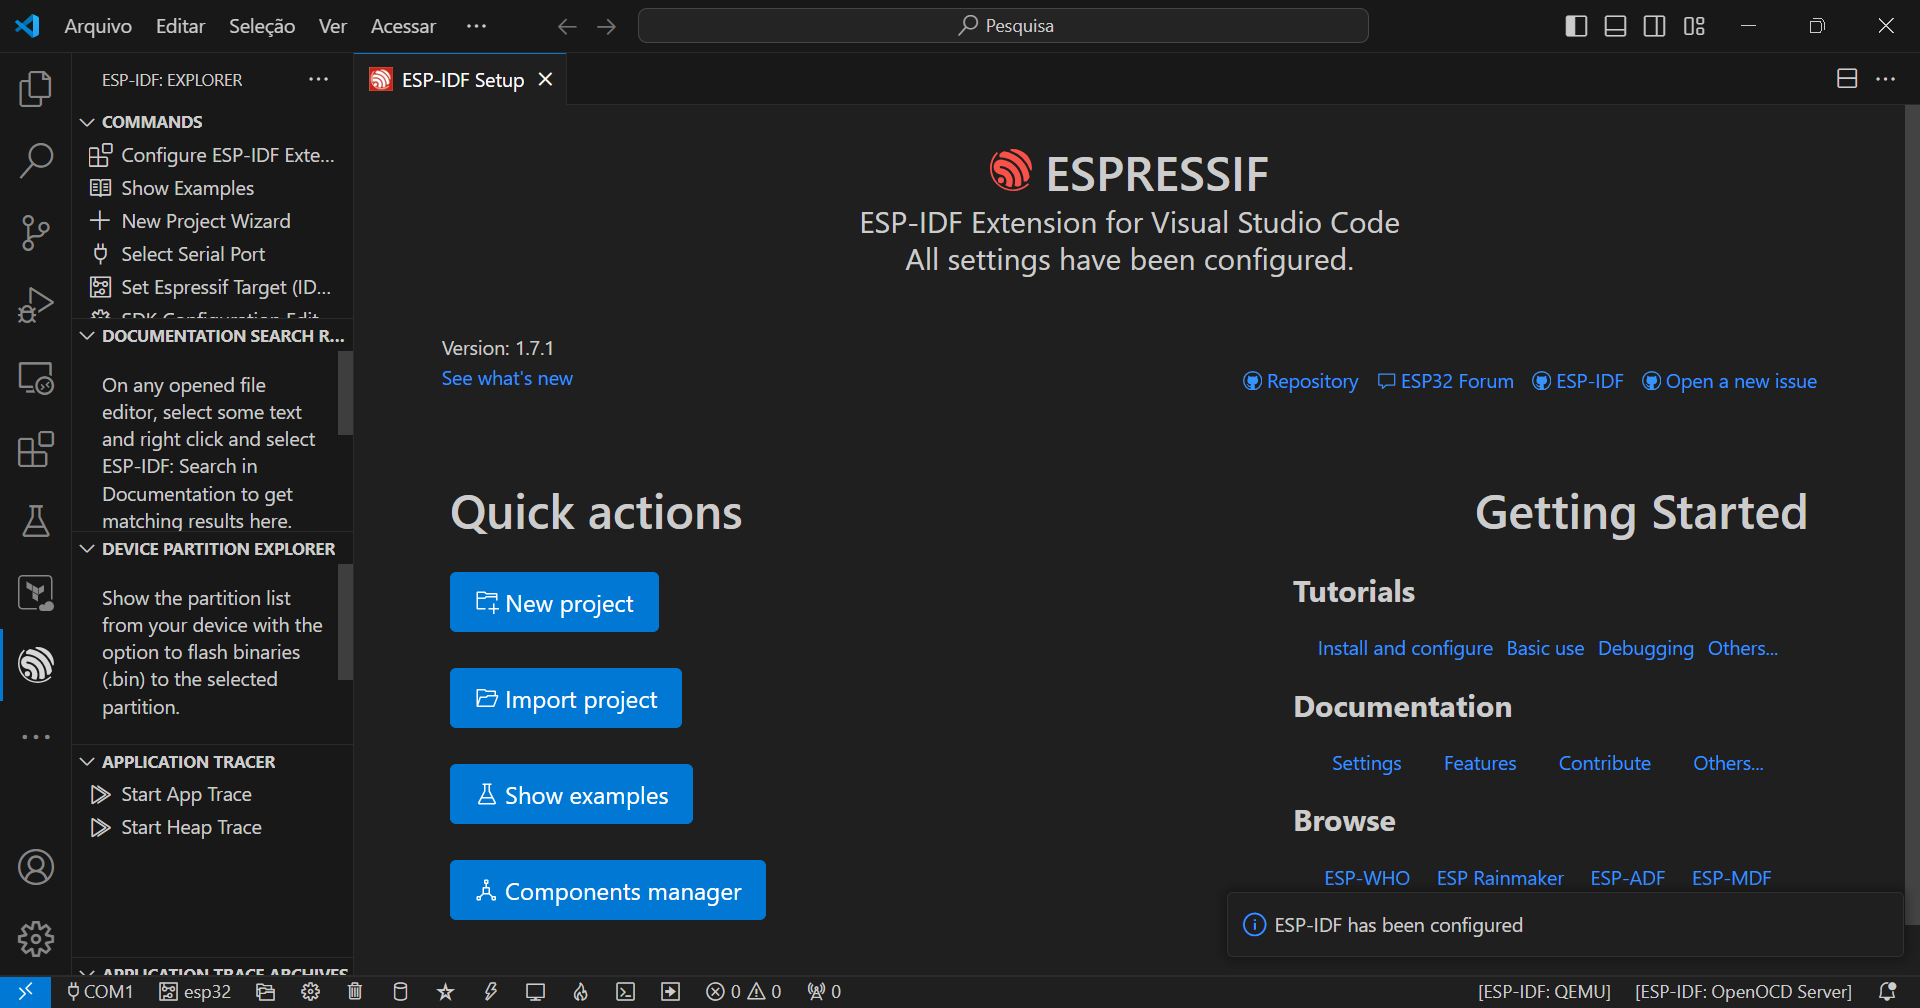 Arquivo Editar Seleção Ver Acessar ··· Pesquisa
ESP-IDF: EXPLORER ···
ESP-IDF Setup
COMMANDS
Configure ESP-IDF Exte...
Show Examples
New Project Wizard
Select Serial Port
Set Espressif Target (ID...
SDK Configuration Edit
DOCUMENTATION SEARCH R...
On any opened file
editor, select some text
and right click and select
ESP-IDF: Search in
Documentation to get
matching results here.
DEVICE PARTITION EXPLORER
Show the partition list
from your device with the
option to flash binaries
(.bin) to the selected
partition.
APPLICATION TRACER
Start App Trace
Start Heap Trace
APPLICATION TRACE ARCHIVES
ESPRESSIF
ESP-IDF Extension for Visual Studio Code
All settings have been configured.
Version: 1.7.1
See what's new
Repository ESP32 Forum ESP-IDF Open a new issue
Quick actions
New project
Import project
Show examples
Components manager
Getting Started
Tutorials
Install and configure Basic use Debugging Others...
Documentation
Settings Features Contribute Others...
Browse
ESP-WHO ESP Rainmaker ESP-ADF ESP-MDF
ESP-IDF has been configured
COM1 esp32 0 0 0 [ESP-IDF: QEMU] [ESP-IDF: OpenOCD Server]